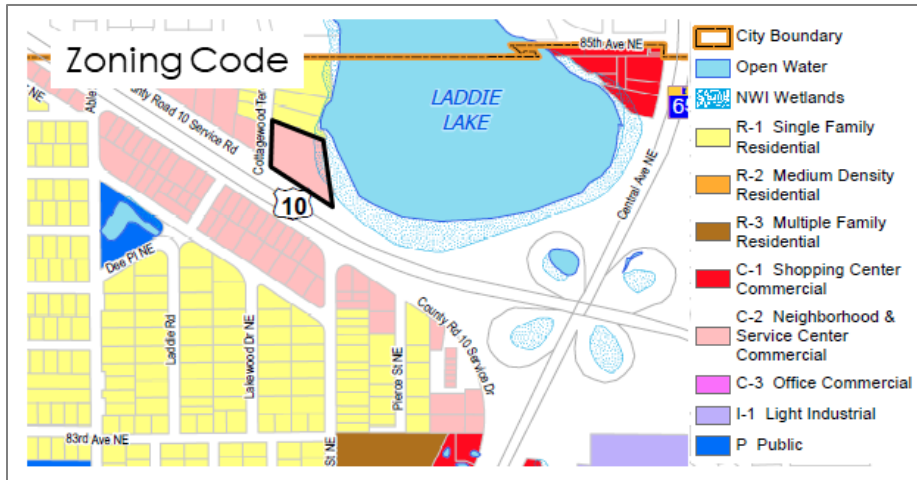 Zoning Code
85th Ave NE
LADDIE
LAKE
Cottagewood Ter
Road 10 Service Rd
NE
Able
10
Central Ave NE
Dee Pl NE
Laddie Rd
Lakewood Dr NE
Pierce St NE
County Rd 10 Service Dr
83rd Ave NE
St NE
City Boundary
Open Water
NWI Wetlands
R-1 Single Family
Residential
R-2 Medium Density
Residential
R-3 Multiple Family
Residential
C-1 Shopping Center
Commercial
C-2 Neighborhood &
Service Center
Commercial
C-3 Office Commercial
I-1 Light Industrial
P Public